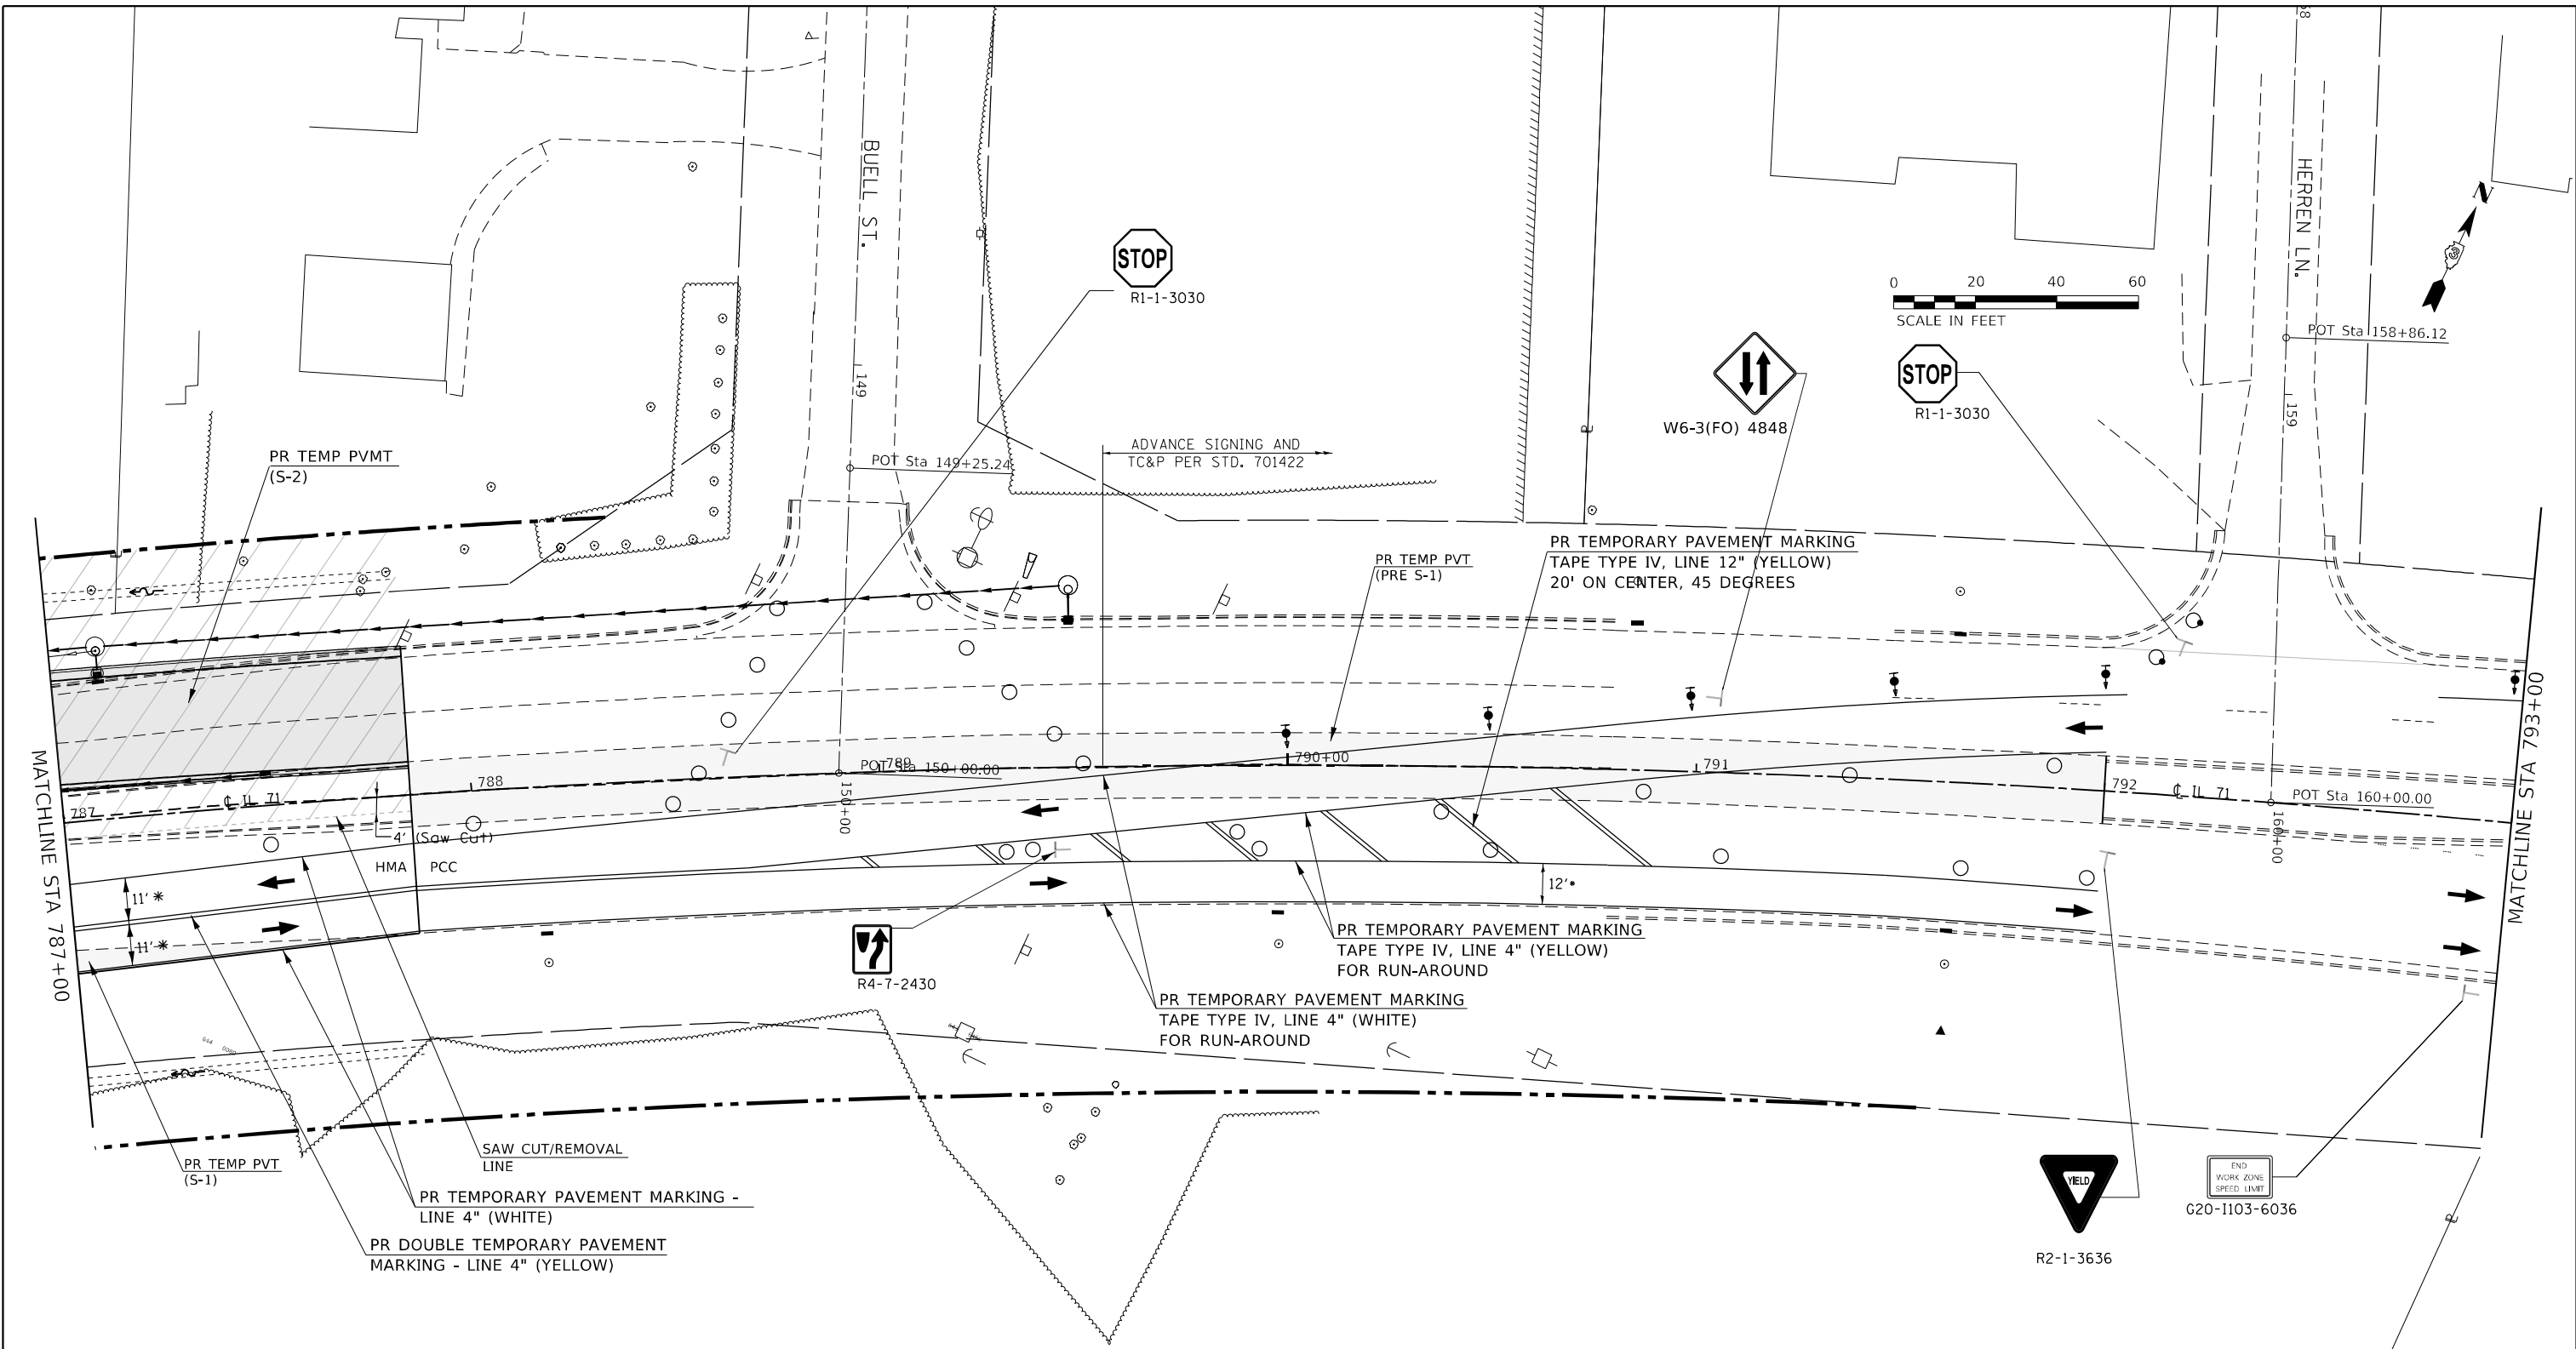 58
BUELL ST.
HERREN LN.
N
STOP
R1-1-3030
0 20 40 60
SCALE IN FEET
POT Sta 158+86.12
STOP
R1-1-3030
W6-3(FO) 4848
149
159
ADVANCE SIGNING AND
TC&P PER STD. 701422
POT Sta 149+25.24
PR TEMP PVMT
(S-2)
PR TEMP PVT
(PRE S-1)
PR TEMPORARY PAVEMENT MARKING
TAPE TYPE IV, LINE 12" (YELLOW)
20' ON CENTER, 45 DEGREES
MATCHLINE STA 787+00
MATCHLINE STA 793+00
787
℄ IL 71
788
POT Sta 150+00.00
789
790+00
791
792
℄ IL 71
POT Sta 160+00.00
150+00
160+00
4' (Saw Cut)
HMA PCC
11' *
11' *
12'
R4-7-2430
PR TEMPORARY PAVEMENT MARKING
TAPE TYPE IV, LINE 4" (YELLOW)
FOR RUN-AROUND
PR TEMPORARY PAVEMENT MARKING
TAPE TYPE IV, LINE 4" (WHITE)
FOR RUN-AROUND
SAW CUT/REMOVAL
LINE
PR TEMP PVT
(S-1)
PR TEMPORARY PAVEMENT MARKING -
LINE 4" (WHITE)
PR DOUBLE TEMPORARY PAVEMENT
MARKING - LINE 4" (YELLOW)
YIELD
R2-1-3636
END
WORK ZONE
SPEED LIMIT
G20-I103-6036